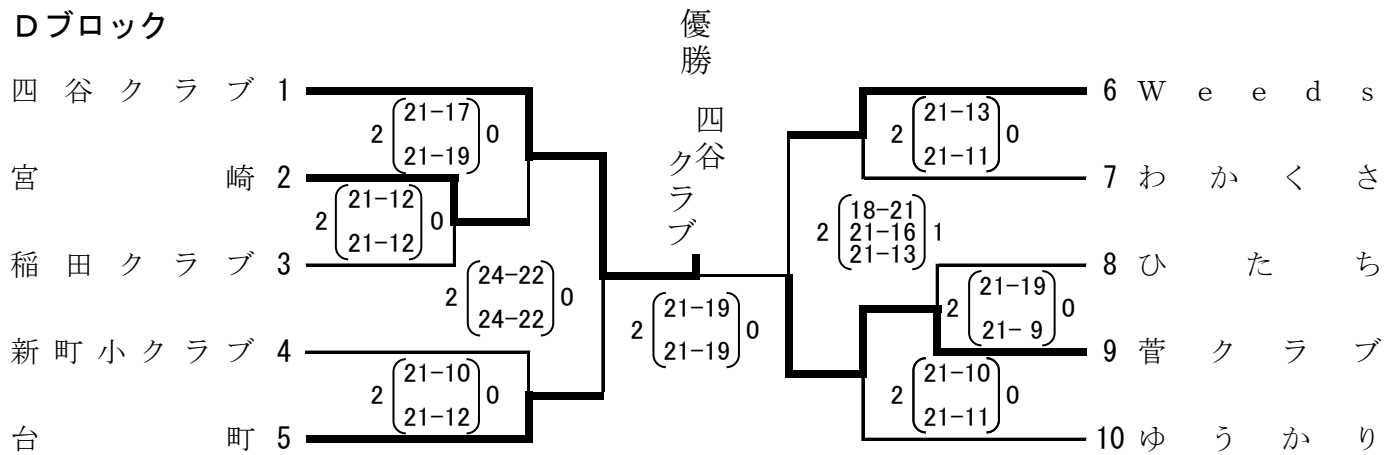 Dブロック
優勝 四谷クラブ
四谷クラブ 1
2 21-17 0
21-19
宮崎 2
2 21-12 0
21-12
稲田クラブ 3
2 24-22 0
24-22
新町小クラブ 4
2 21-10 0
21-12
台町 5
2 21-19 0
21-19
6 Weeds
2 21-13 0
21-11
7 わかくさ
2 18-21 1
21-16
21-13
8 ひたち
2 21-19 0
21- 9
9 菅クラブ
2 21-10 0
21-11
10 ゆうかり